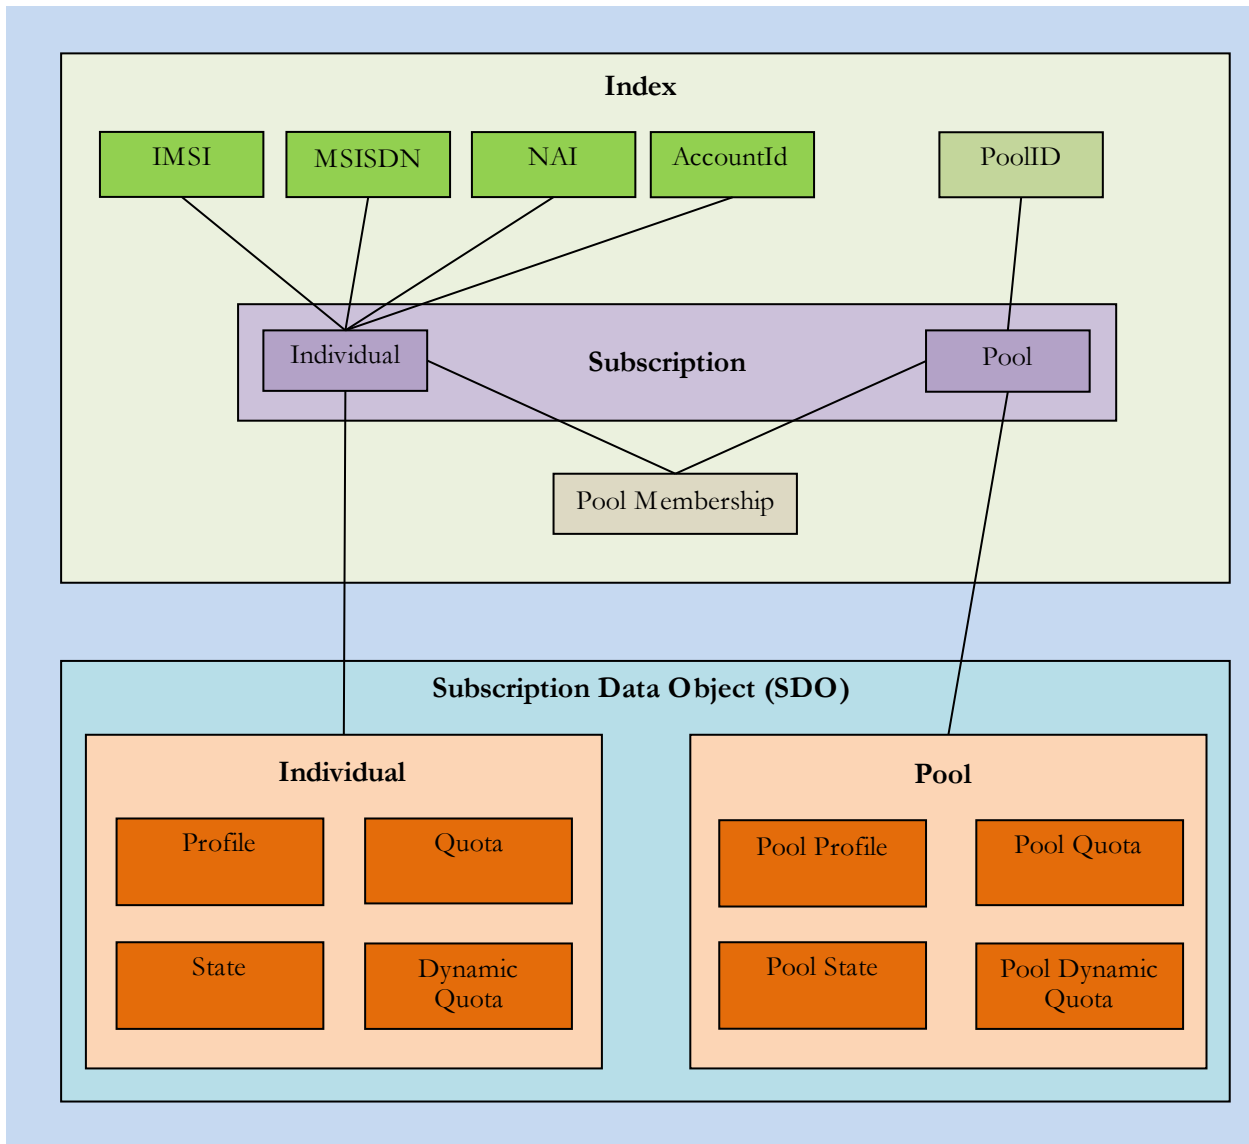 Index
IMSI
MSISDN
NAI
AccountId
PoolID
Individual
Subscription
Pool
Pool Membership
Subscription Data Object (SDO)
Individual
Profile
Quota
State
Dynamic
Quota
Pool
Pool Profile
Pool Quota
Pool State
Pool Dynamic
Quota